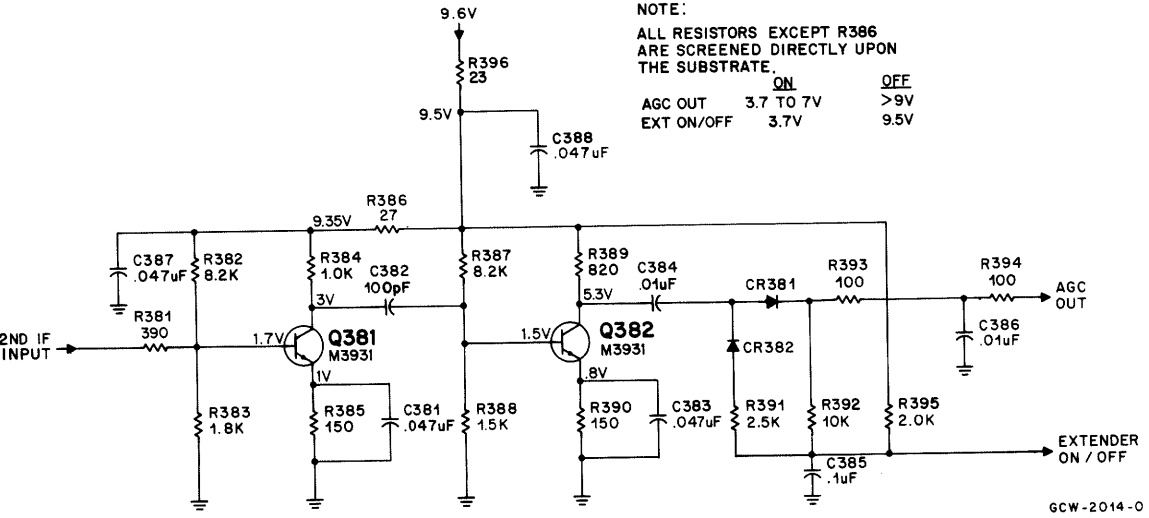 9.6V
NOTE:
ALL RESISTORS EXCEPT R386
ARE SCREENED DIRECTLY UPON
THE SUBSTRATE.
ON OFF
AGC OUT 3.7 TO 7V >9V
EXT ON/OFF 3.7V 9.5V
R396
23
9.5V
C388
.047uF
R386
27
9.35V
C387
.047uF
R382
8.2K
R384
1.0K
C382
100pF
R387
8.2K
R389
820
C384
.01uF
CR381
R393
100
R394
100
AGC
OUT
3V
5.3V
R381
390
2ND IF
INPUT
1.7V
Q381
M3931
1.5V
Q382
M3931
CR382
C386
.01uF
1V
.8V
R383
1.8K
R385
150
C381
.047uF
R388
1.5K
R390
150
C383
.047uF
R391
2.5K
R392
10K
R395
2.0K
EXTENDER
ON / OFF
C385
.1uF
GCW-2014-O